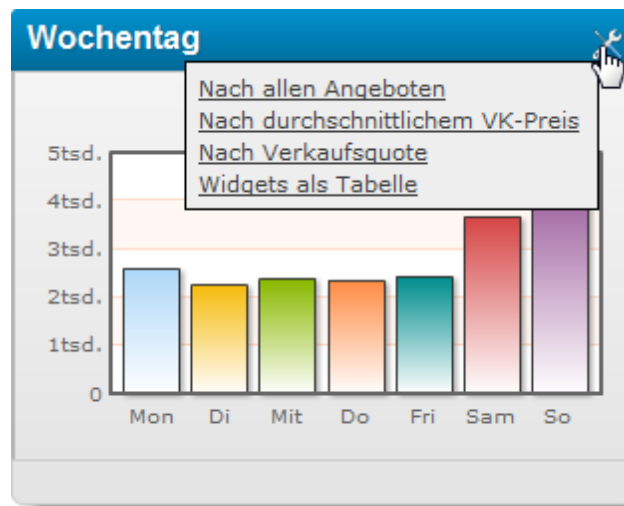 Wochentag
Nach allen Angeboten
Nach durchschnittlichem VK-Preis
Nach Verkaufsquote
Widgets als Tabelle
5tsd.
4tsd.
3tsd.
2tsd.
1tsd.
0
Mon Di Mit Do Fri Sam So